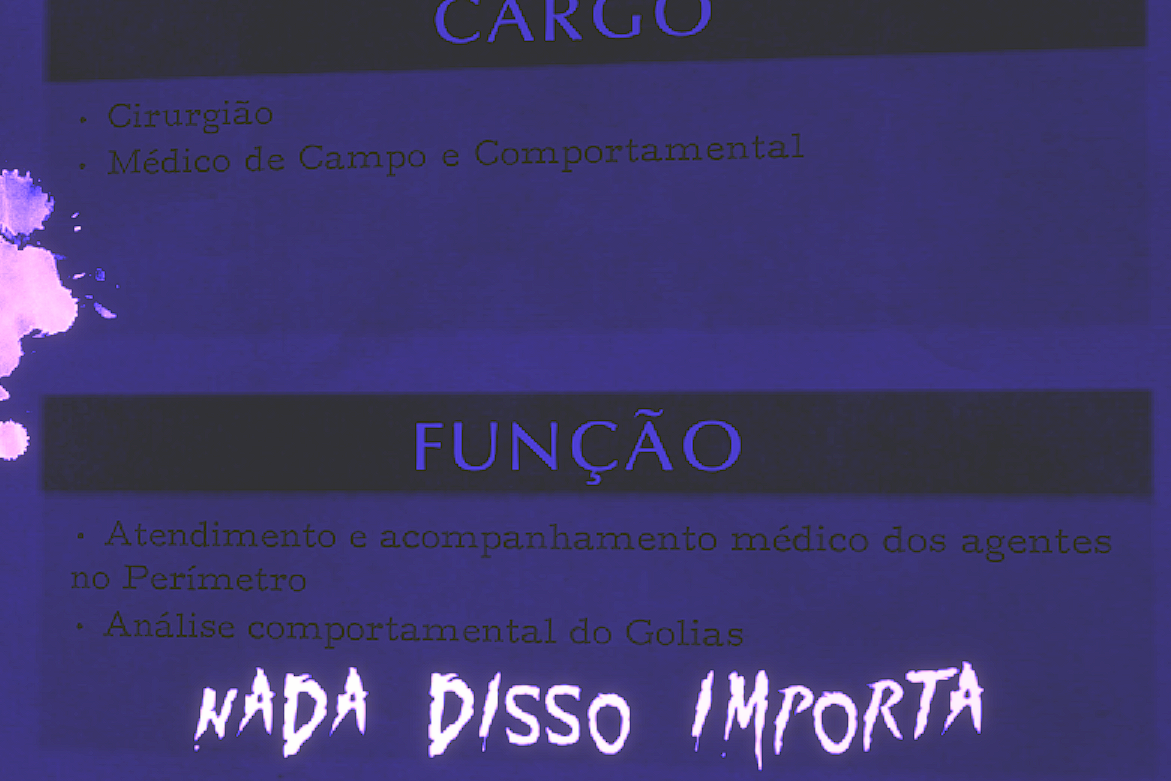 CARGO
• Cirurgião
• Médico de Campo e Comportamental
FUNÇÃO
• Atendimento e acompanhamento médico dos agentes
no Perímetro
• Análise comportamental do Golias
NADA DISSO IMPORTA